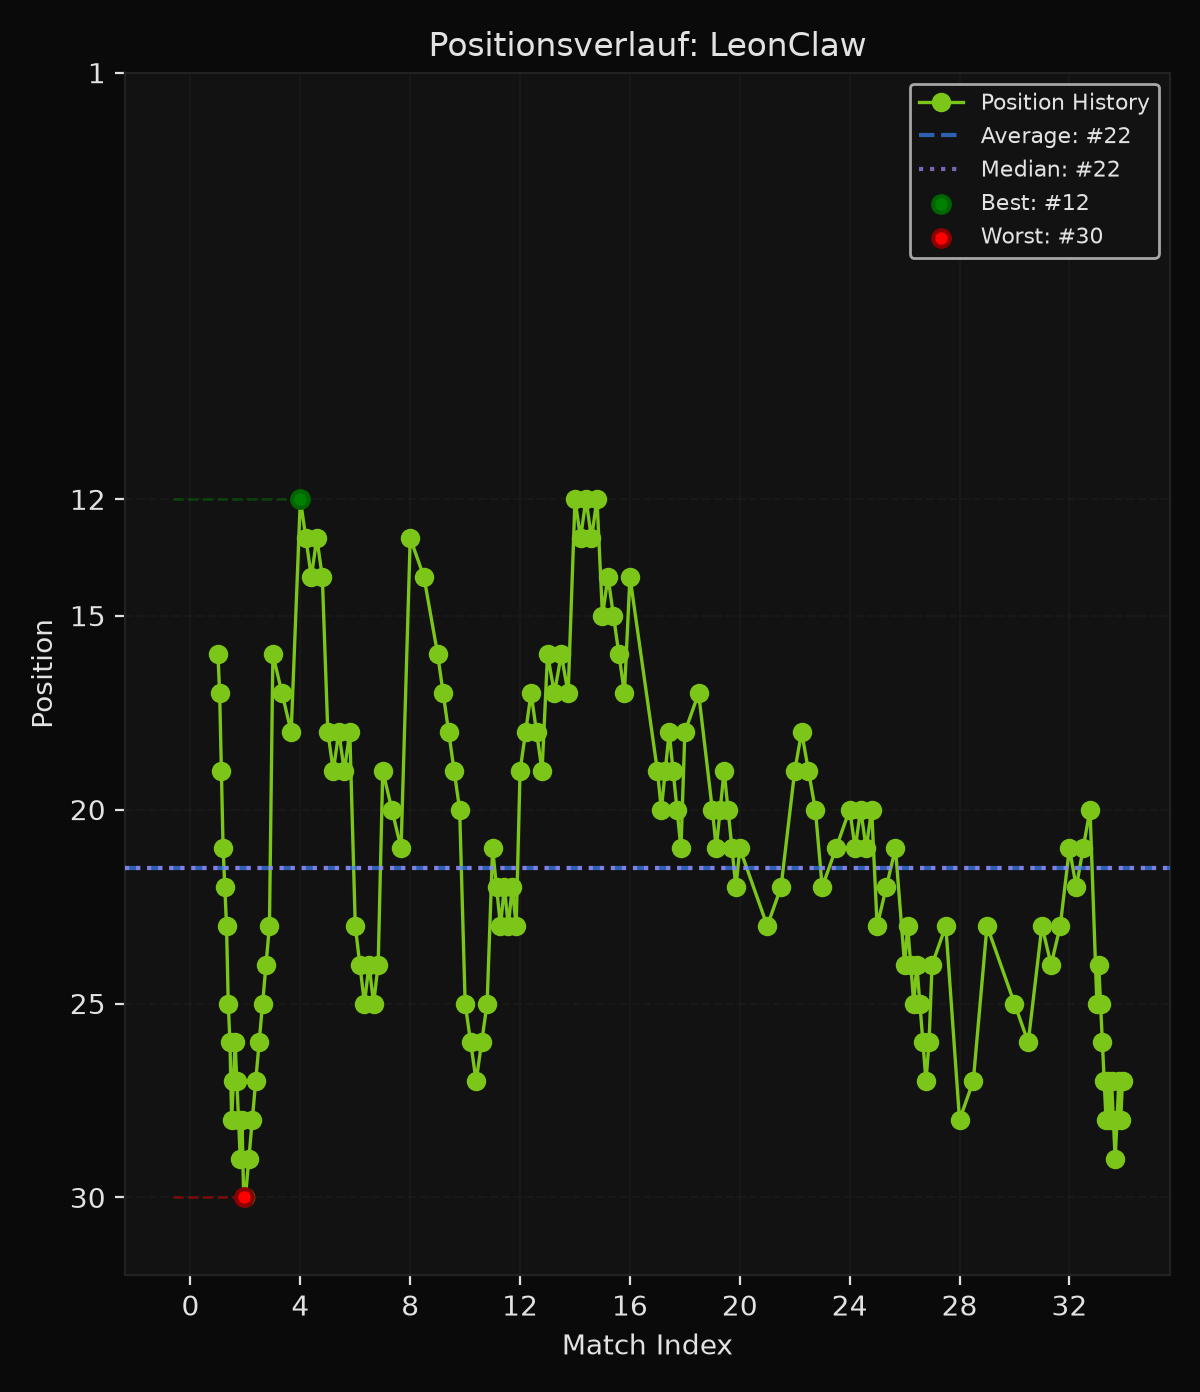 Positionsverlauf: LeonClaw
Position History
Average: #22
Median: #22
Best: #12
Worst: #30
Position
1
12
15
20
25
30
0 4 8 12 16 20 24 28 32
Match Index